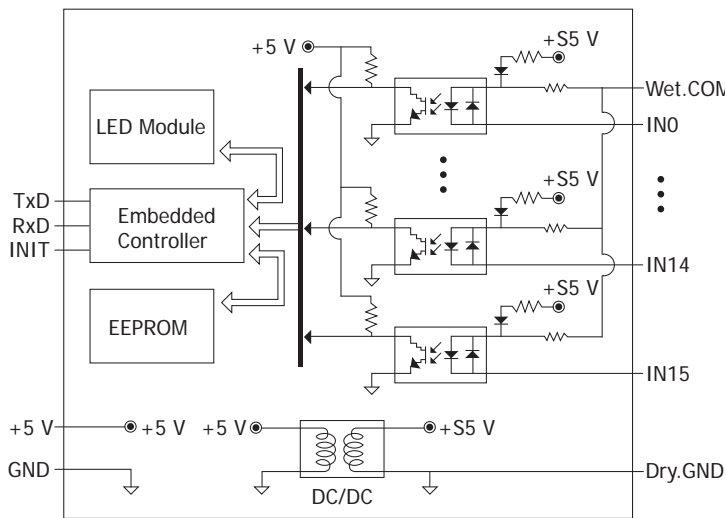 +5 V
+S5 V
Wet.COM
LED Module
IN0
+S5 V
TxD
RxD
INIT
Embedded
Controller
IN14
+S5 V
EEPROM
IN15
+5 V
+5 V
+5 V
+S5 V
GND
Dry.GND
DC/DC